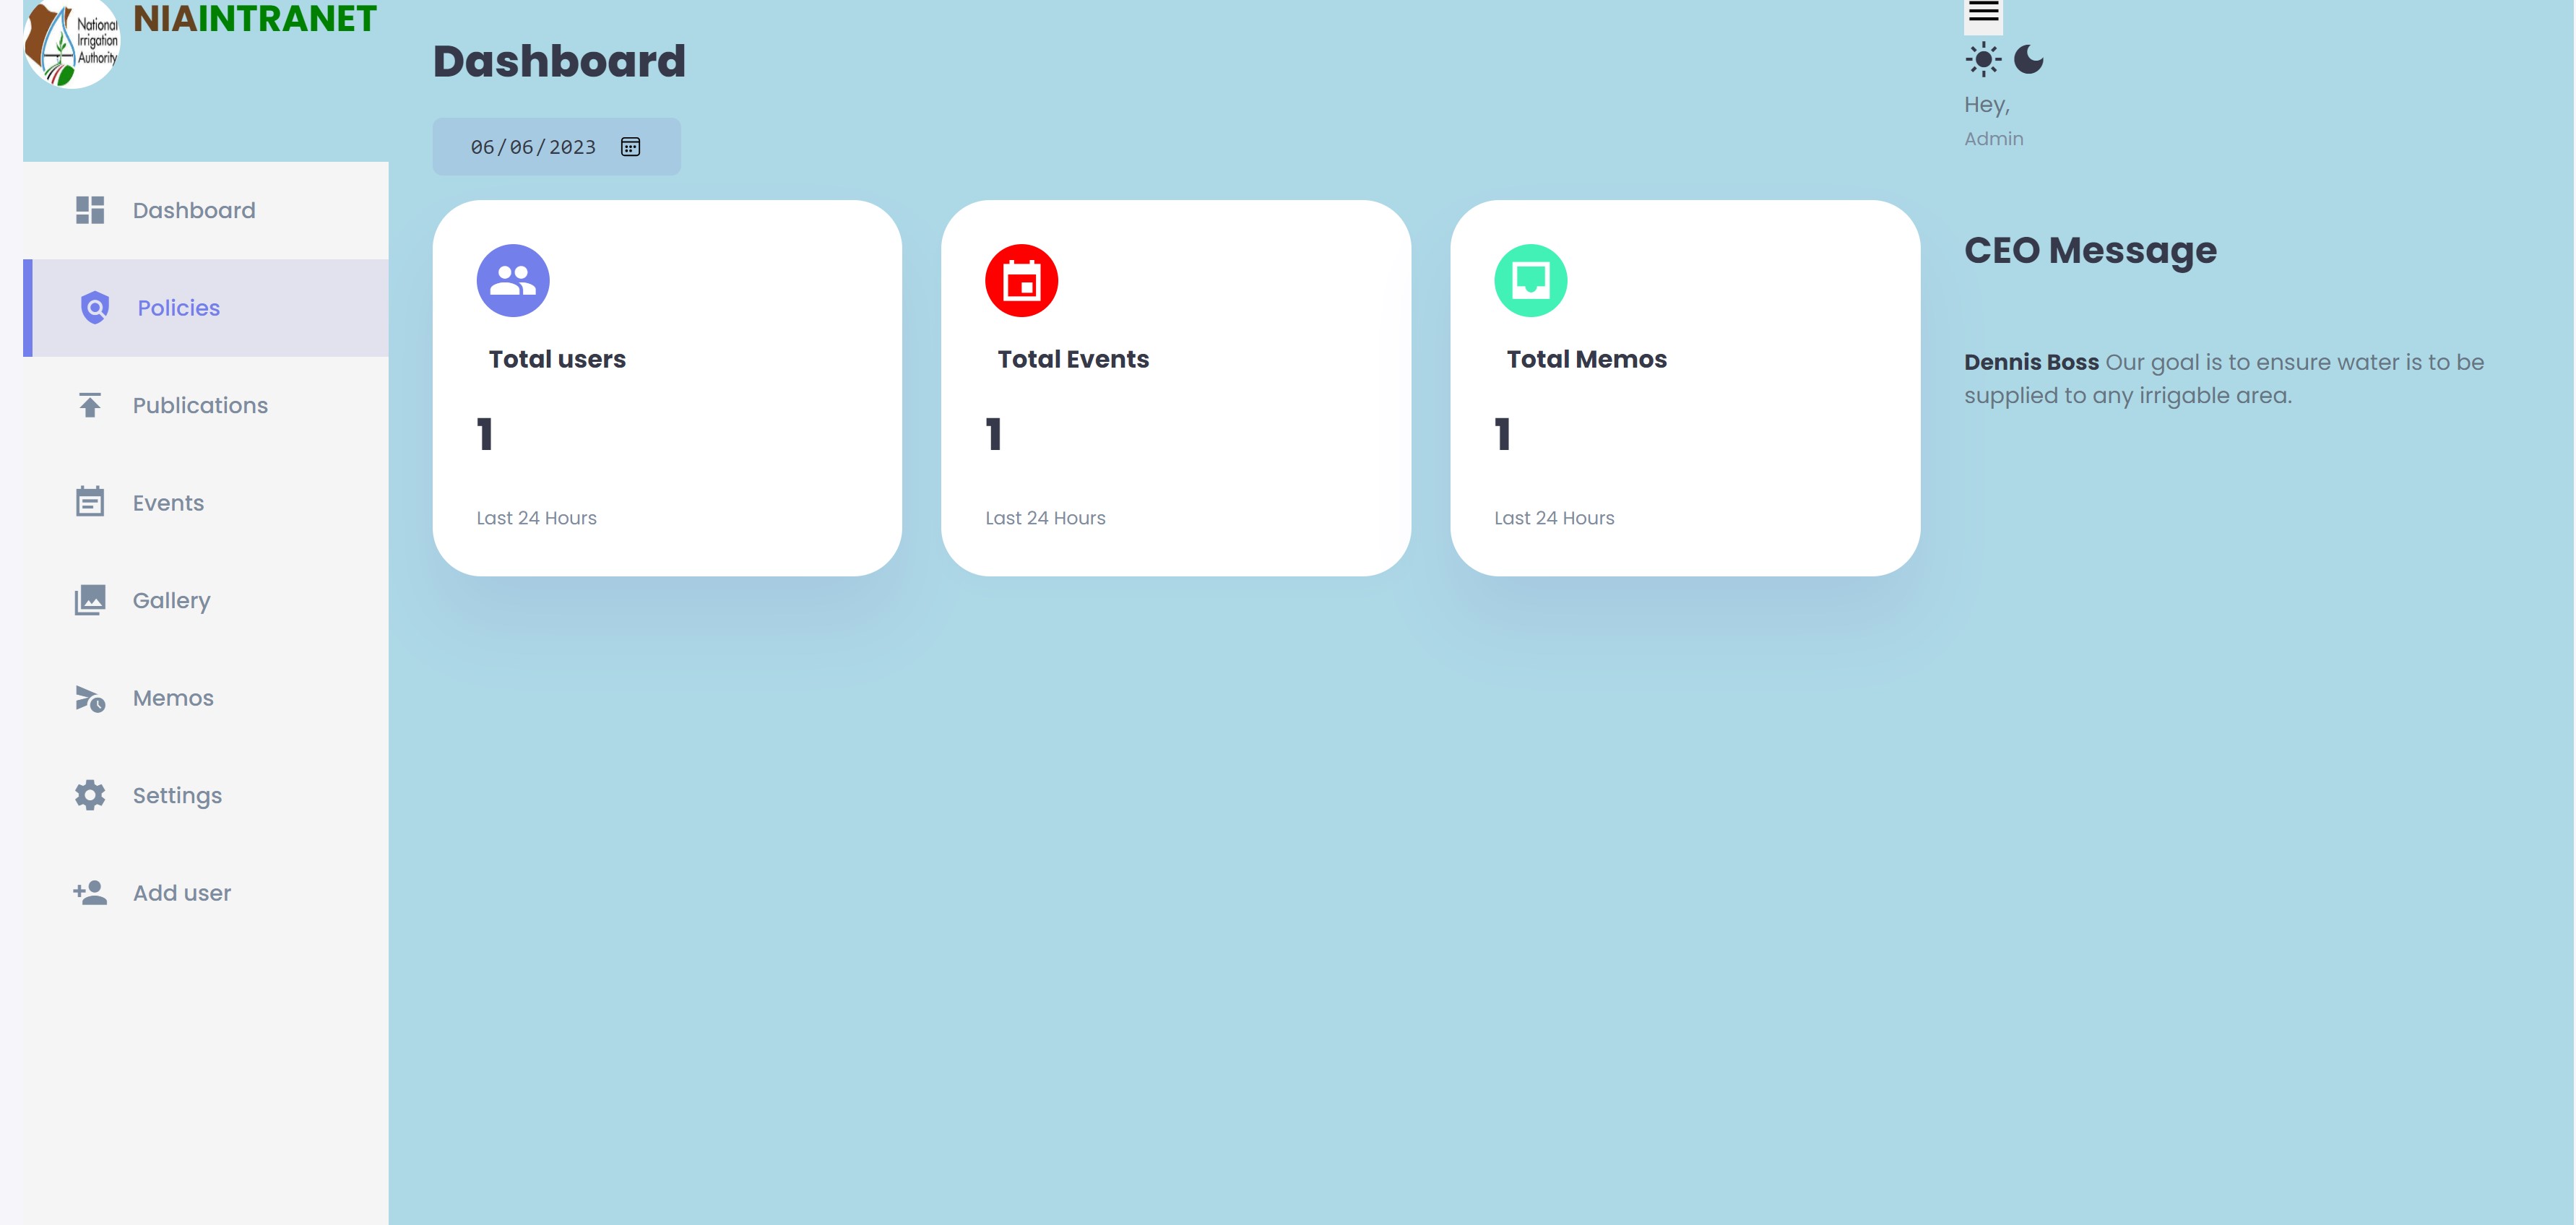 National
Irrigation
Authority
NIAINTRANET
Dashboard
Policies
Publications
Events
Gallery
Memos
Settings
Add user
Dashboard
06/06/2023
Total users
1
Last 24 Hours
Total Events
1
Last 24 Hours
Total Memos
1
Last 24 Hours
Hey,
Admin
CEO Message
Dennis Boss Our goal is to ensure water is to be
supplied to any irrigable area.